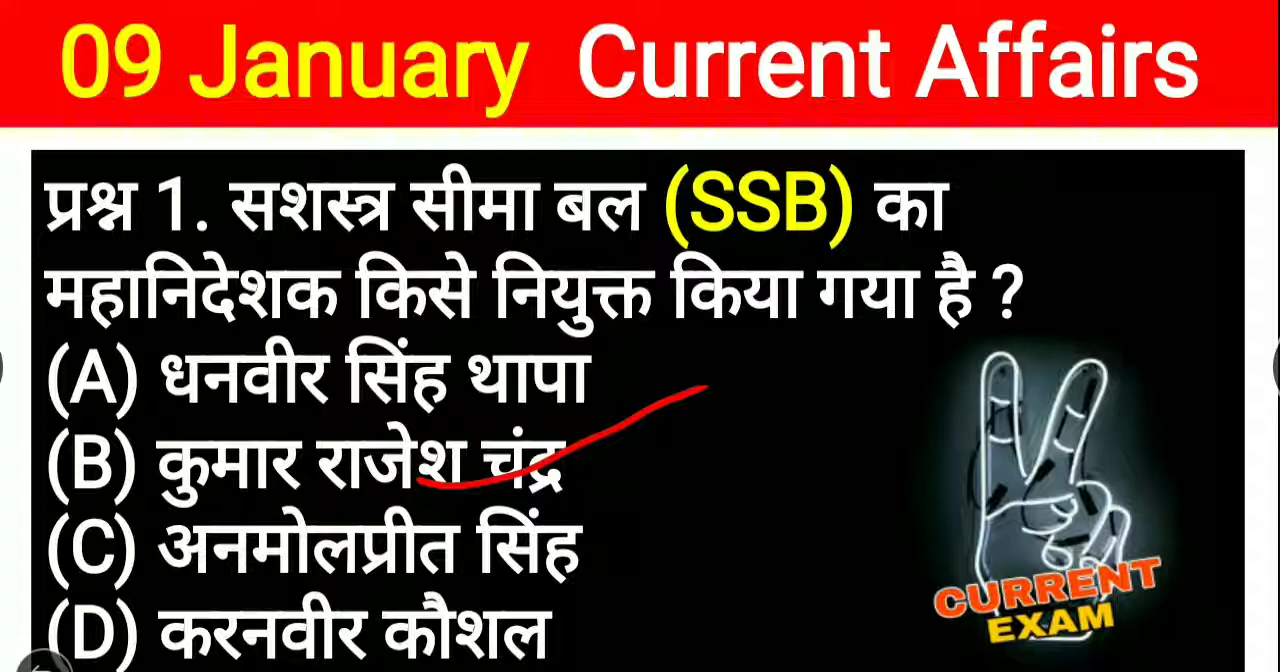 09 January Current Affairs
प्रश्न 1. सशस्त्र सीमा बल (SSB) का
महानिदेशक किसे नियुक्त किया गया है ?
(A) धनवीर सिंह थापा
(B) कुमार राजेश चंद्र
(C) अनमोलप्रीत सिंह
(D) करनवीर कौशल
CURRENT
EXAM